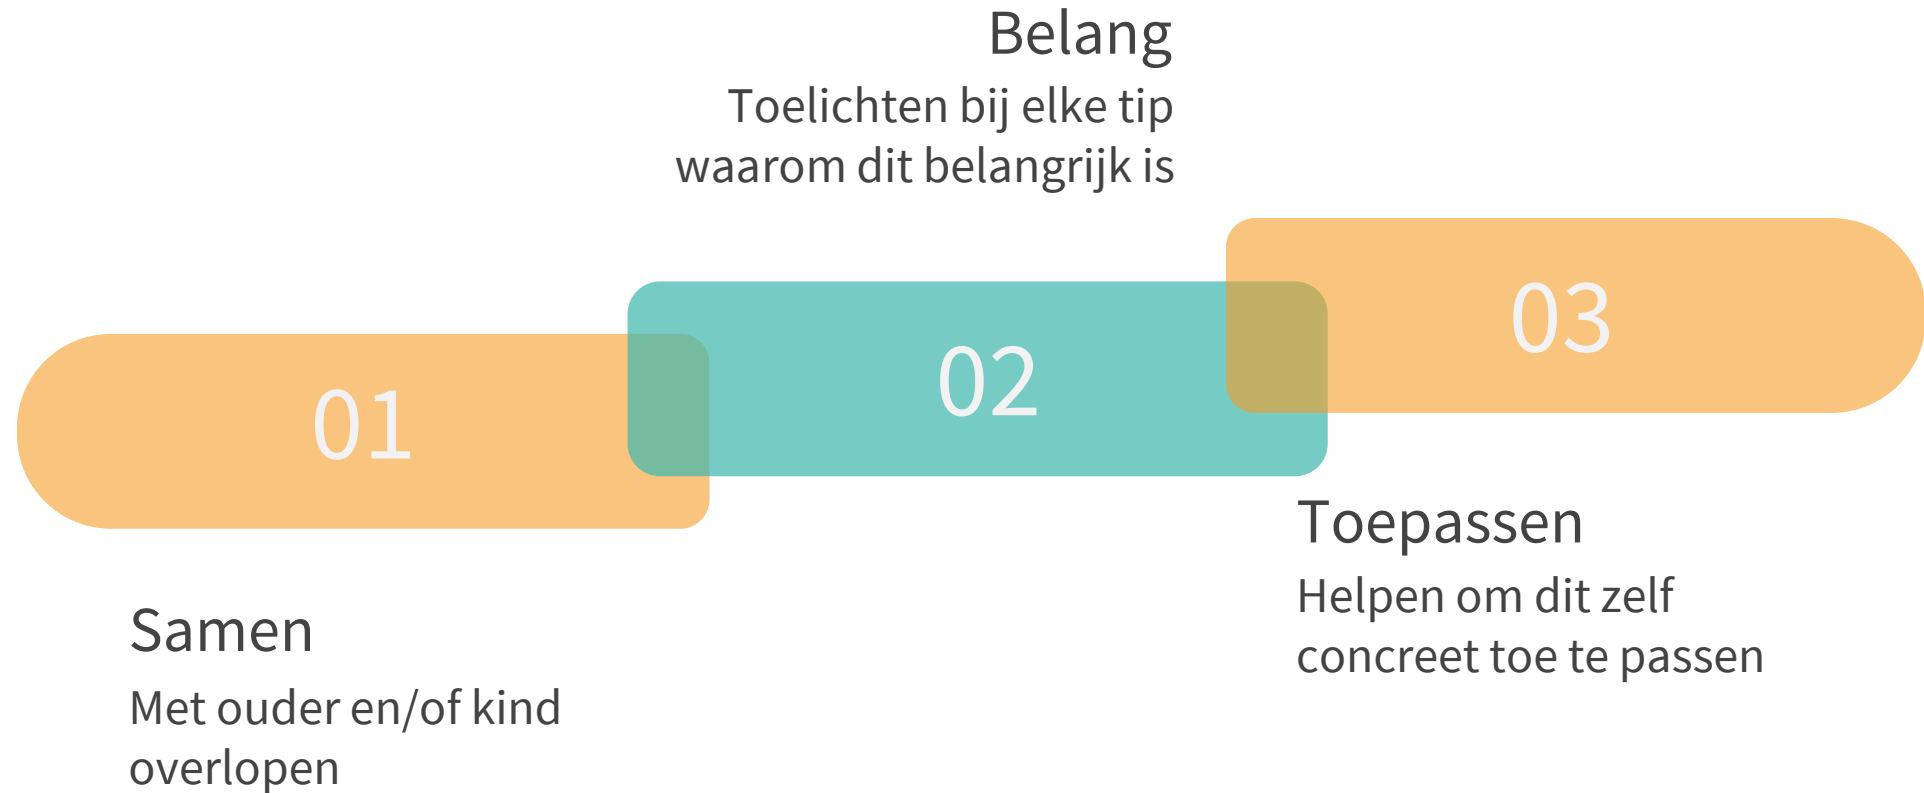 01
Samen
Met ouder en/of kind
overlopen
02
Belang
Toelichten bij elke tip
waarom dit belangrijk is
03
Toepassen
Helpen om dit zelf
concreet toe te passen